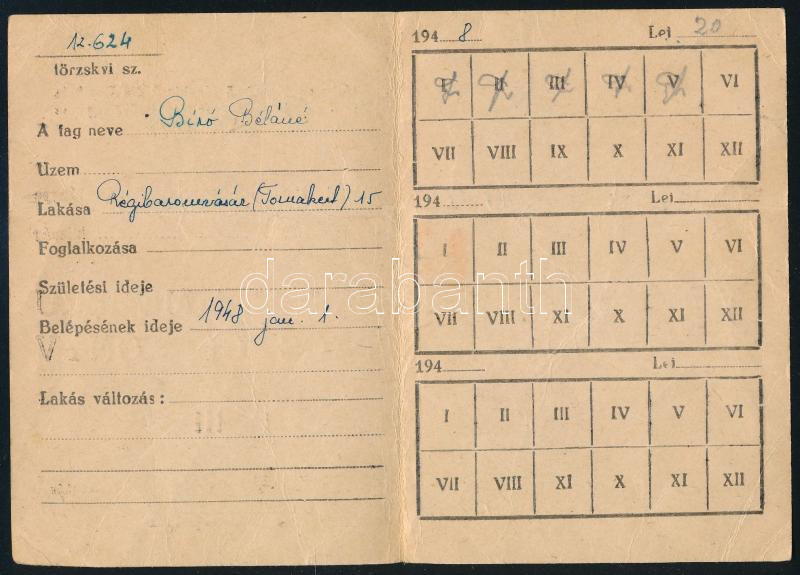 12.624
törzskvi sz.
A tag neve Bíró Béláné
Üzem
Lakása Régibaromvásár (Tornakert) 15
Foglalkozása
Születési ideje
Belépésének ideje 1948 jan. 1.
Lakás változás:
194 8 Lei 20
I II III IV V VI
VII VIII IX X XI XII
194 Lei
I II III IV V VI
VII VIII XI X XI XII
194 Lei
I II III IV V VI
VII VIII XI X XI XII
darabanth